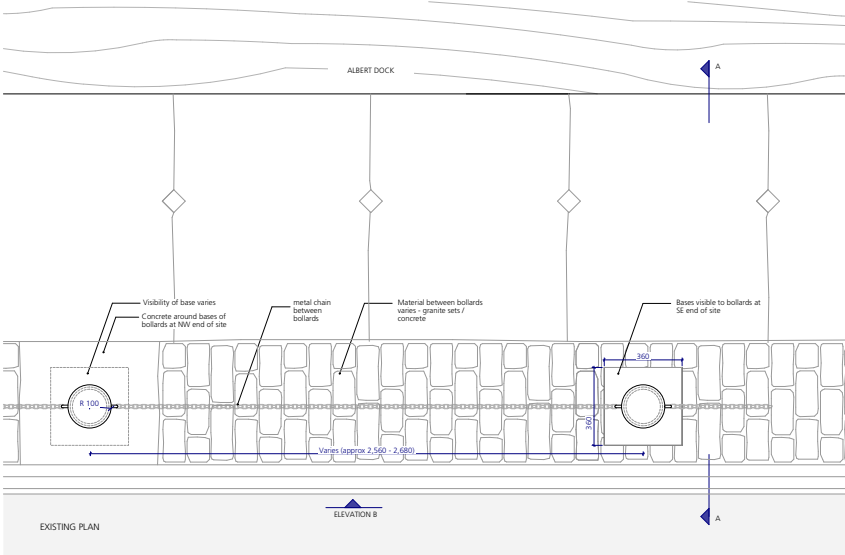 ALBERT DOCK
A
Visibility of base varies
Concrete around bases of
bollards at NW end of site
metal chain
between
bollards
Material between bollards
varies - granite sets /
concrete
Bases visible to bollards at
SE end of site
360
360
R 100
Varies (approx 2,560 - 2,680)
ELEVATION B
A
EXISTING PLAN